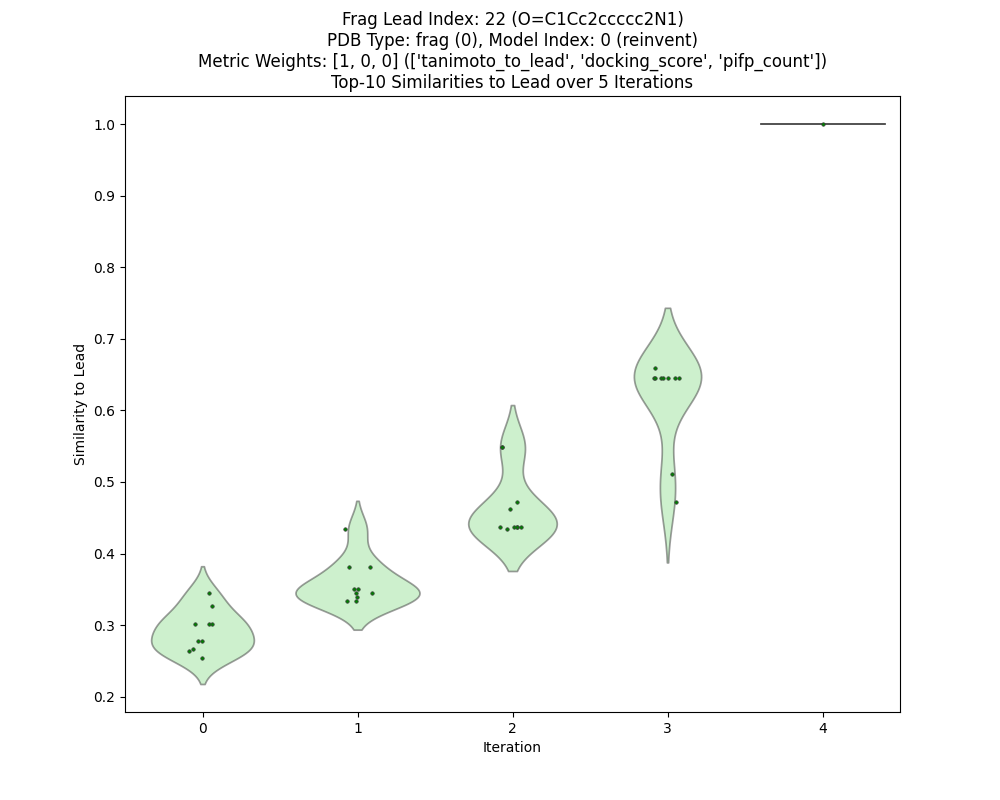 Frag Lead Index: 22 (O=C1Cc2ccccc2N1)
PDB Type: frag (0), Model Index: 0 (reinvent)
Metric Weights: [1, 0, 0] (['tanimoto_to_lead', 'docking_score', 'pifp_count'])
Top-10 Similarities to Lead over 5 Iterations
1.0
0.9
0.8
0.7
0.6
0.5
0.4
0.3
0.2
Similarity to Lead
0 1 2 3 4
Iteration